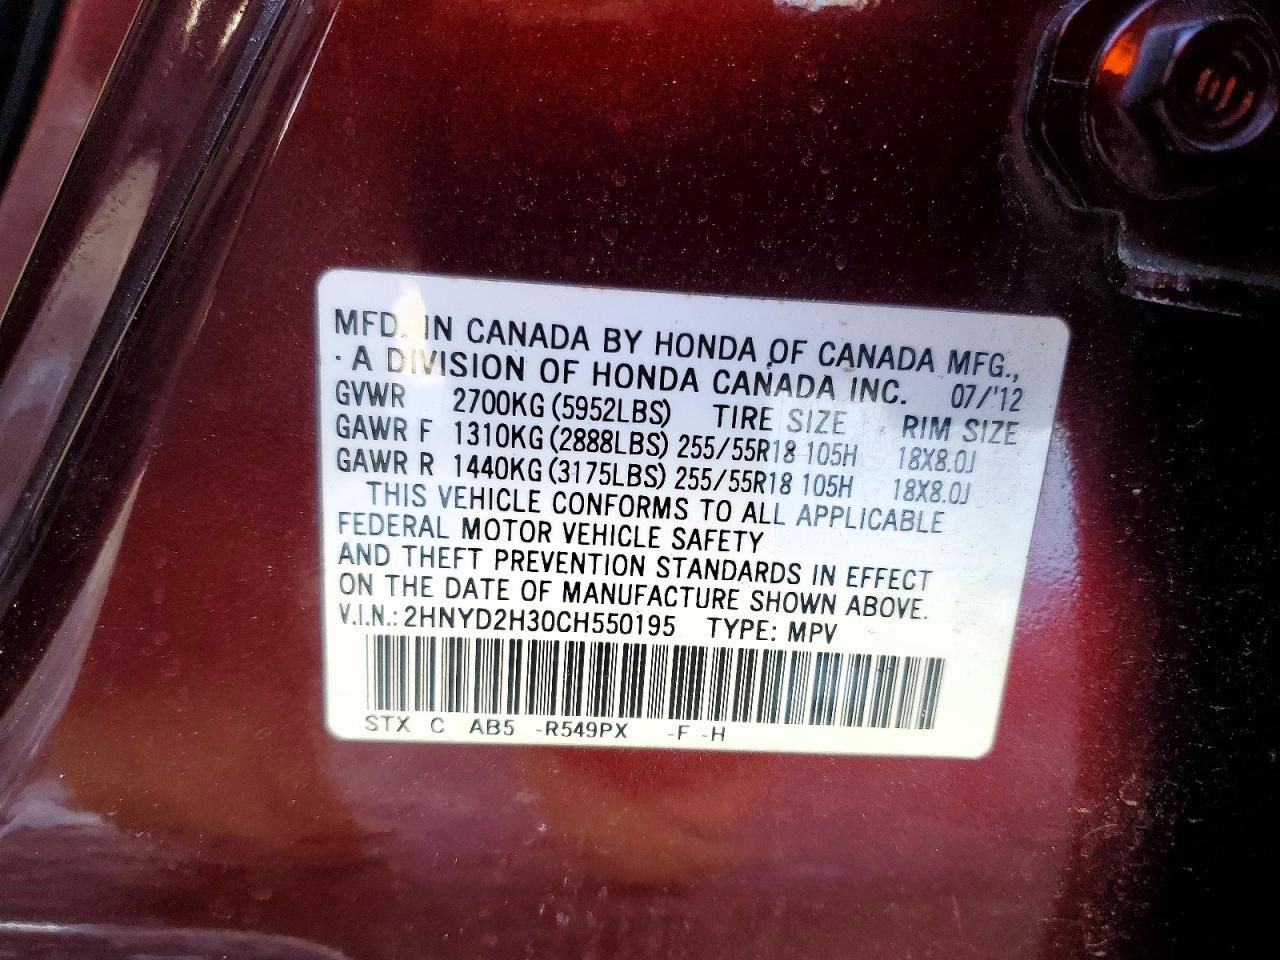 MFD. IN CANADA BY HONDA OF CANADA MFG.,
· A DIVISION OF HONDA CANADA INC. 07/'12
GVWR 2700KG (5952LBS) TIRE SIZE RIM SIZE
GAWR F 1310KG (2888LBS) 255/55R18 105H 18X8.0J
GAWR R 1440KG (3175LBS) 255/55R18 105H 18X8.0J
THIS VEHICLE CONFORMS TO ALL APPLICABLE
FEDERAL MOTOR VEHICLE SAFETY
AND THEFT PREVENTION STANDARDS IN EFFECT
ON THE DATE OF MANUFACTURE SHOWN ABOVE.
V.I.N.: 2HNYD2H30CH550195 TYPE: MPV
STX C AB5 -R549PX -F -H